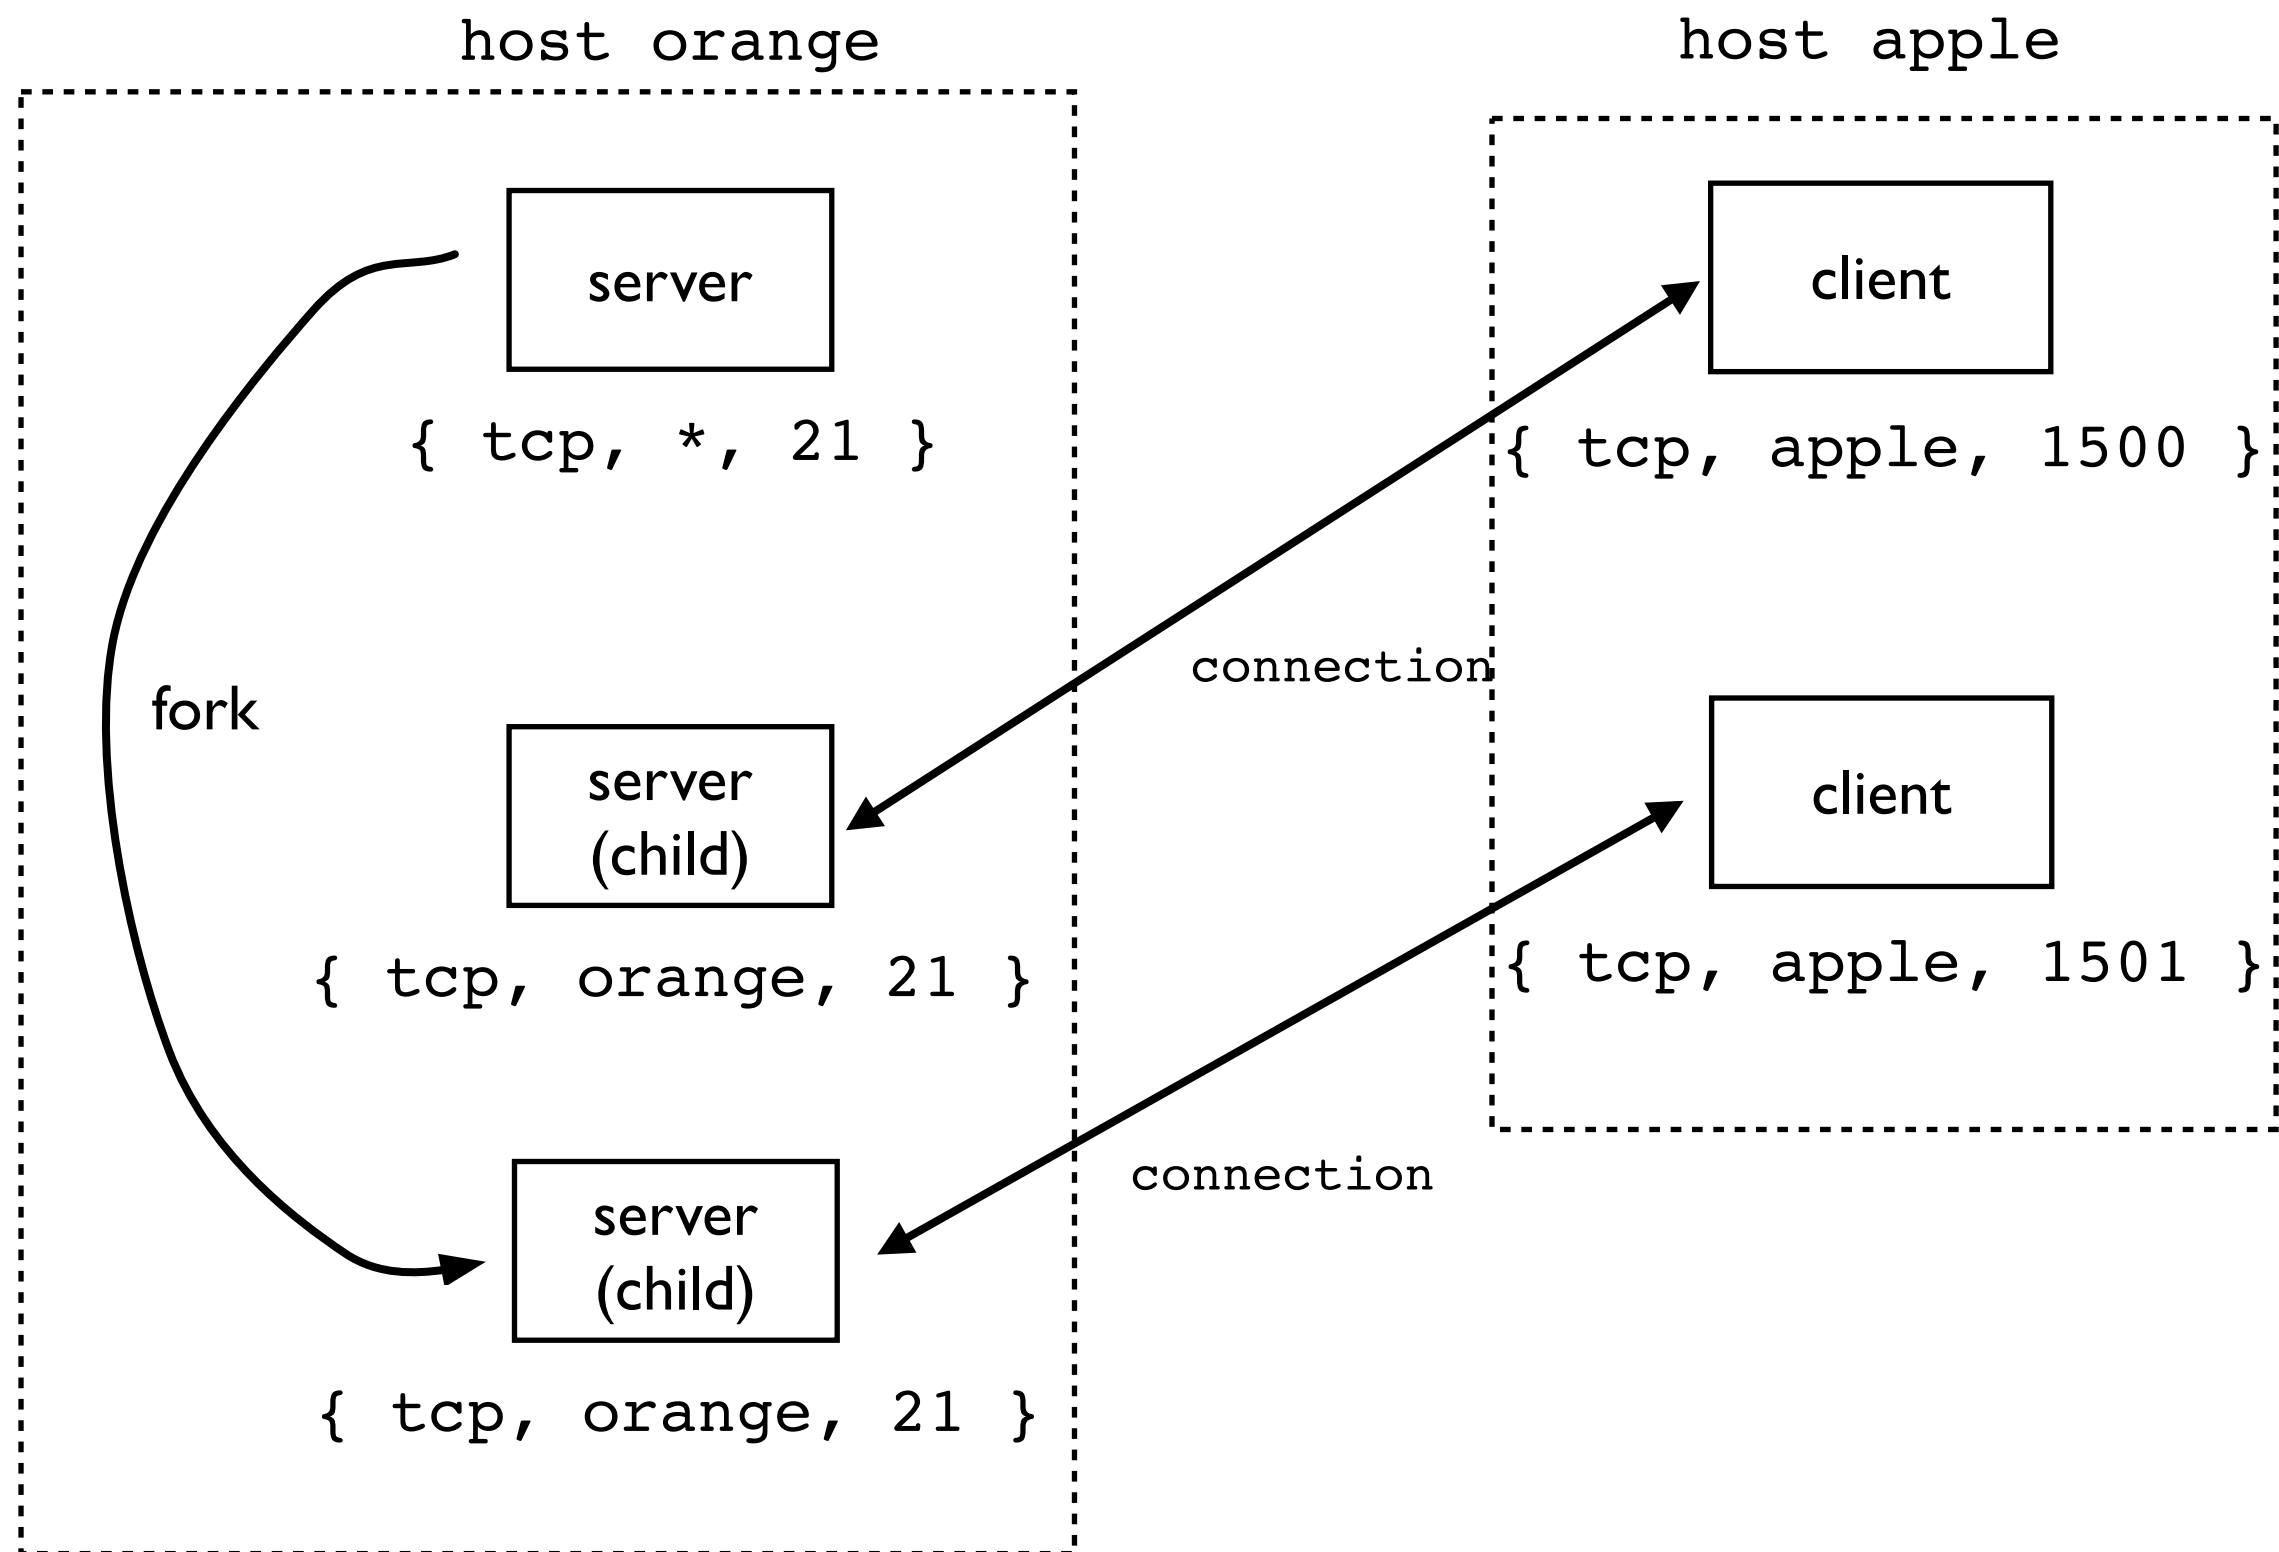 host orange
server
{ tcp, *, 21 }
fork
server
(child)
{ tcp, orange, 21 }
server
(child)
{ tcp, orange, 21 }
connection
connection
host apple
client
{ tcp, apple, 1500 }
client
{ tcp, apple, 1501 }